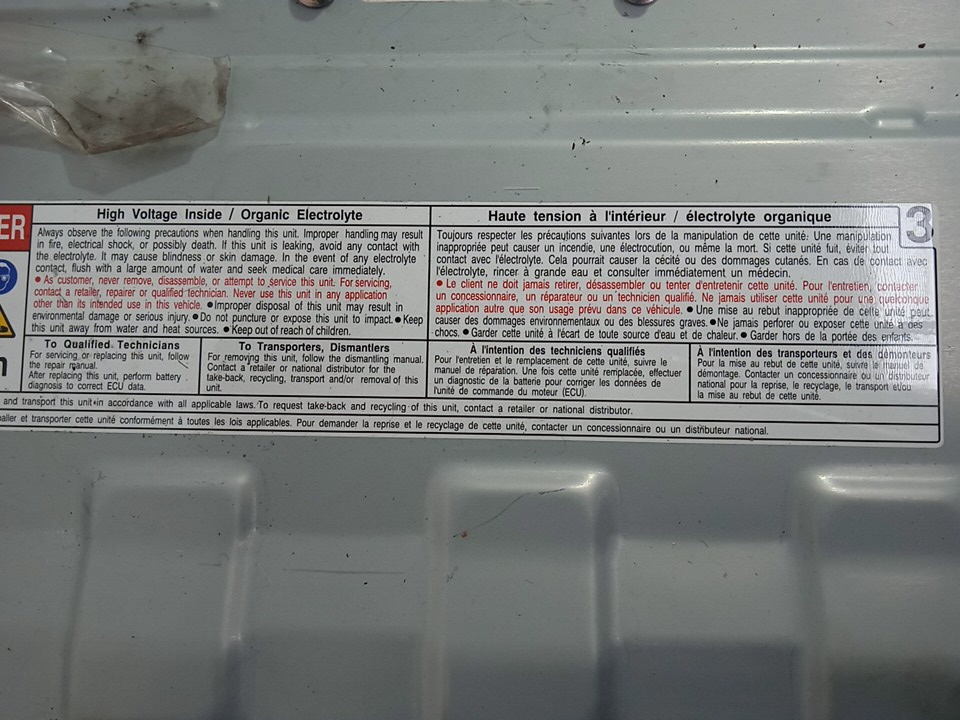 ER
High Voltage Inside / Organic Electrolyte
Always observe the following precautions when handling this unit. Improper handling may result
in fire, electrical shock, or possibly death. If this unit is leaking, avoid any contact with
the electrolyte. It may cause blindness or skin damage. In the event of any electrolyte
contact, flush with a large amount of water and seek medical care immediately.
● As customer, never remove, disassemble, or attempt to service this unit. For servicing,
contact a retailer, repairer or qualified technician. Never use this unit in any application
other than its intended use in this vehicle. ● Improper disposal of this unit may result in
environmental damage or serious injury. ● Do not puncture or expose this unit to impact. ● Keep
this unit away from water and heat sources. ● Keep out of reach of children.
Haute tension à l'intérieur / électrolyte organique
3
Toujours respecter les précautions suivantes lors de la manipulation de cette unité. Une manipulation
inappropriée peut causer un incendie, une électrocution, ou même la mort. Si cette unité fuit, éviter tout
contact avec l'électrolyte. Cela pourrait causer la cécité ou des dommages cutanés. En cas de contact avec
l'électrolyte, rincer à grande eau et consulter immédiatement un médecin.
● Le client ne doit jamais retirer, désassembler ou tenter d'entretenir cette unité. Pour l'entretien, contacter
un concessionnaire, un réparateur ou un technicien qualifié. Ne jamais utiliser cette unité pour une quelconque
application autre que son usage prévu dans ce véhicule. ● Une mise au rebut inappropriée de cette unité peut
causer des dommages environnementaux ou des blessures graves. ● Ne jamais perforer ou exposer cette unité à des
chocs. ● Garder cette unité à l'écart de toute source d'eau et de chaleur. ● Garder hors de la portée des enfants.
n
To Qualified Technicians
For servicing or replacing this unit, follow
the repair manual.
After replacing this unit, perform battery
diagnosis to correct ECU data.
To Transporters, Dismantlers
For removing this unit, follow the dismantling manual.
Contact a retailer or national distributor for the
take-back, recycling, transport and/or removal of this
unit.
À l'intention des techniciens qualifiés
Pour l'entretien et le remplacement de cette unité, suivre le
manuel de réparation. Une fois cette unité remplacée, effectuer
un diagnostic de la batterie pour corriger les données de
l'unité de commande du moteur (ECU).
À l'intention des transporteurs et des démonteurs
Pour la mise au rebut de cette unité, suivre le manuel de
démontage. Contacter un concessionnaire ou un distributeur
national pour la reprise, le recyclage, le transport et/ou
la mise au rebut de cette unité.
and transport this unit in accordance with all applicable laws. To request take-back and recycling of this unit, contact a retailer or national distributor.
aller et transporter cette unité conformément à toutes les lois applicables. Pour demander la reprise et le recyclage de cette unité, contacter un concessionnaire ou un distributeur national.